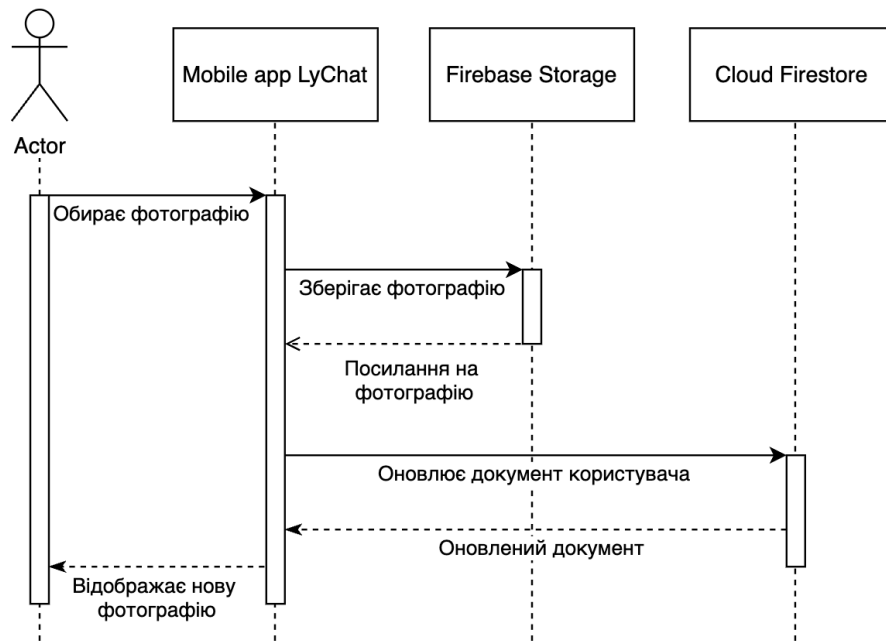 Mobile app LyChat
Firebase Storage
Cloud Firestore
Actor
Обирає фотографію
Зберігає фотографію
Посилання на
фотографію
Оновлює документ користувача
Оновлений документ
Відображає нову
фотографію